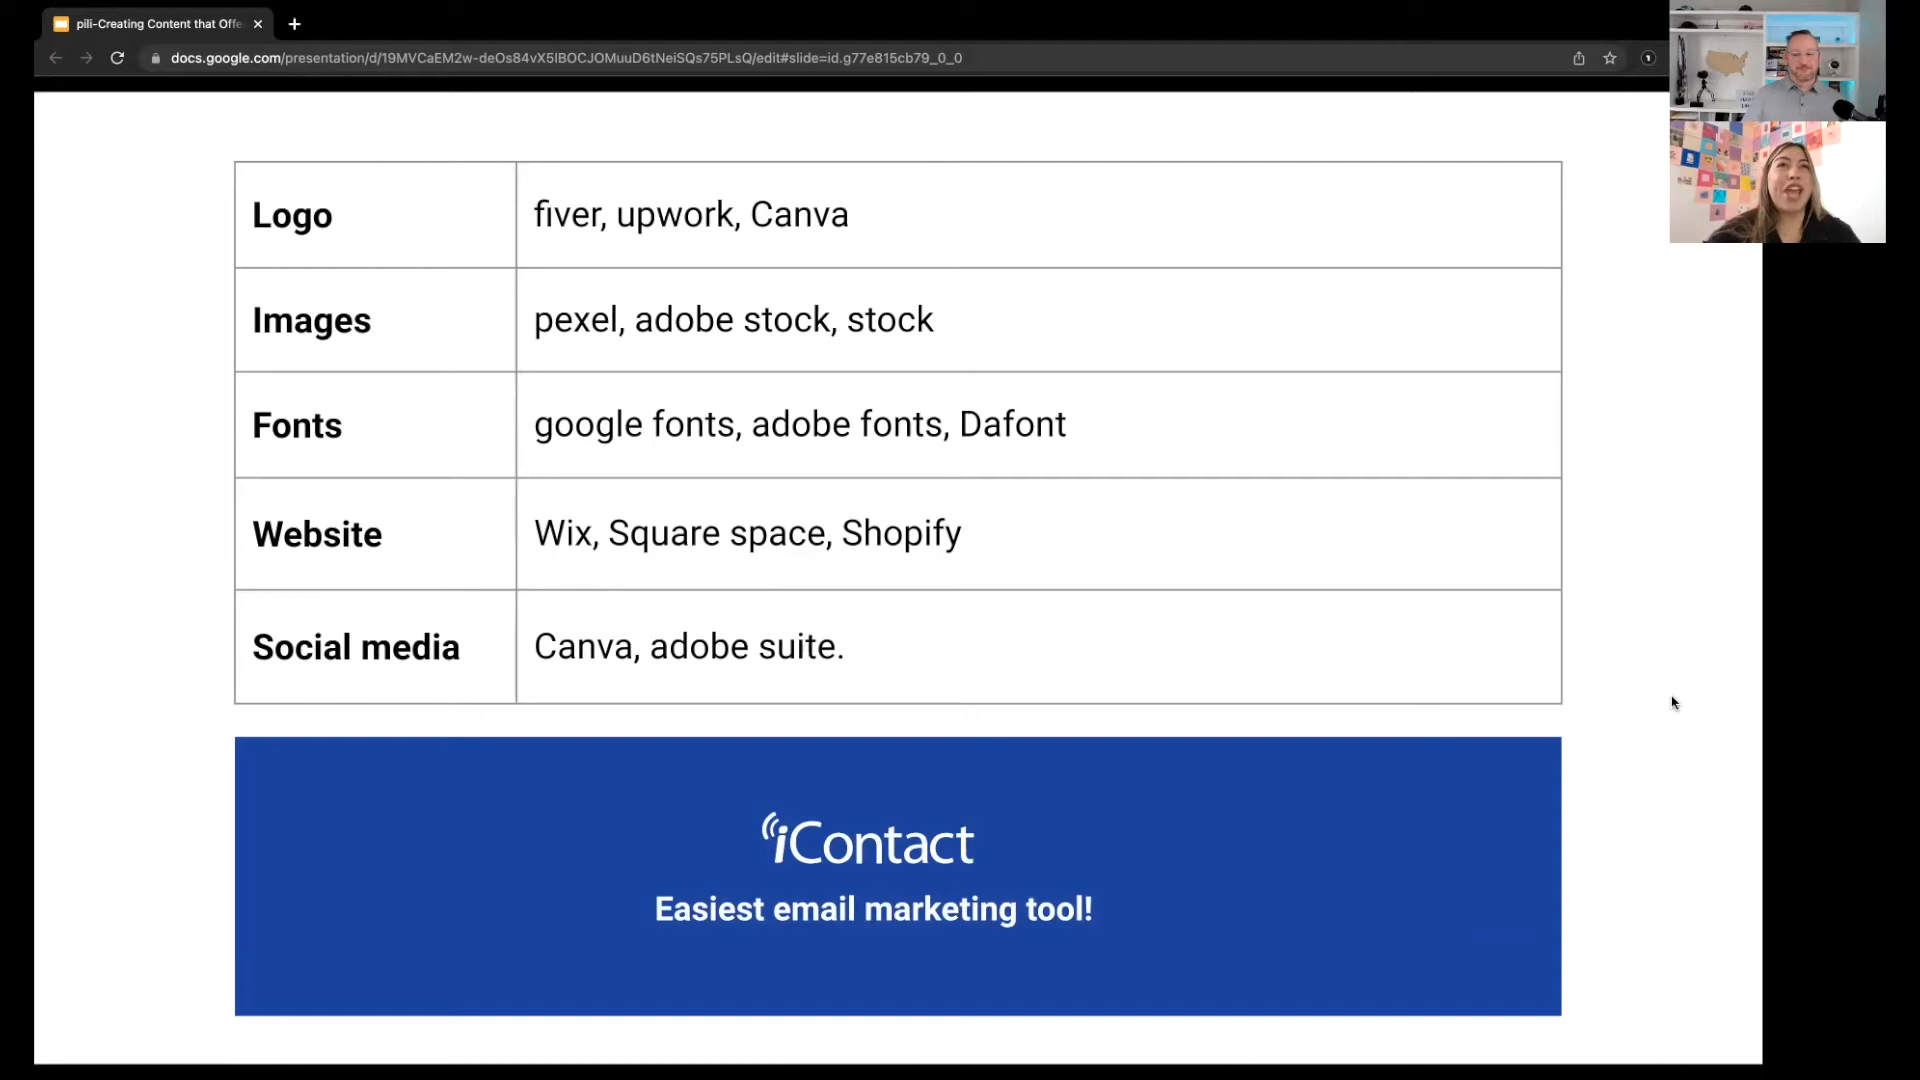 pili-Creating Content that Offe
docs.google.com/presentation/d/19MVCaEM2w-deOs84vX5IBOCJOMuuD6tNeiSQs75PLsQ/edit#slide=id.g77e815cb79_0_0
Logo fiver, upwork, Canva
Images pexel, adobe stock, stock
Fonts google fonts, adobe fonts, Dafont
Website Wix, Square space, Shopify
Social media Canva, adobe suite.
iContact
Easiest email marketing tool!